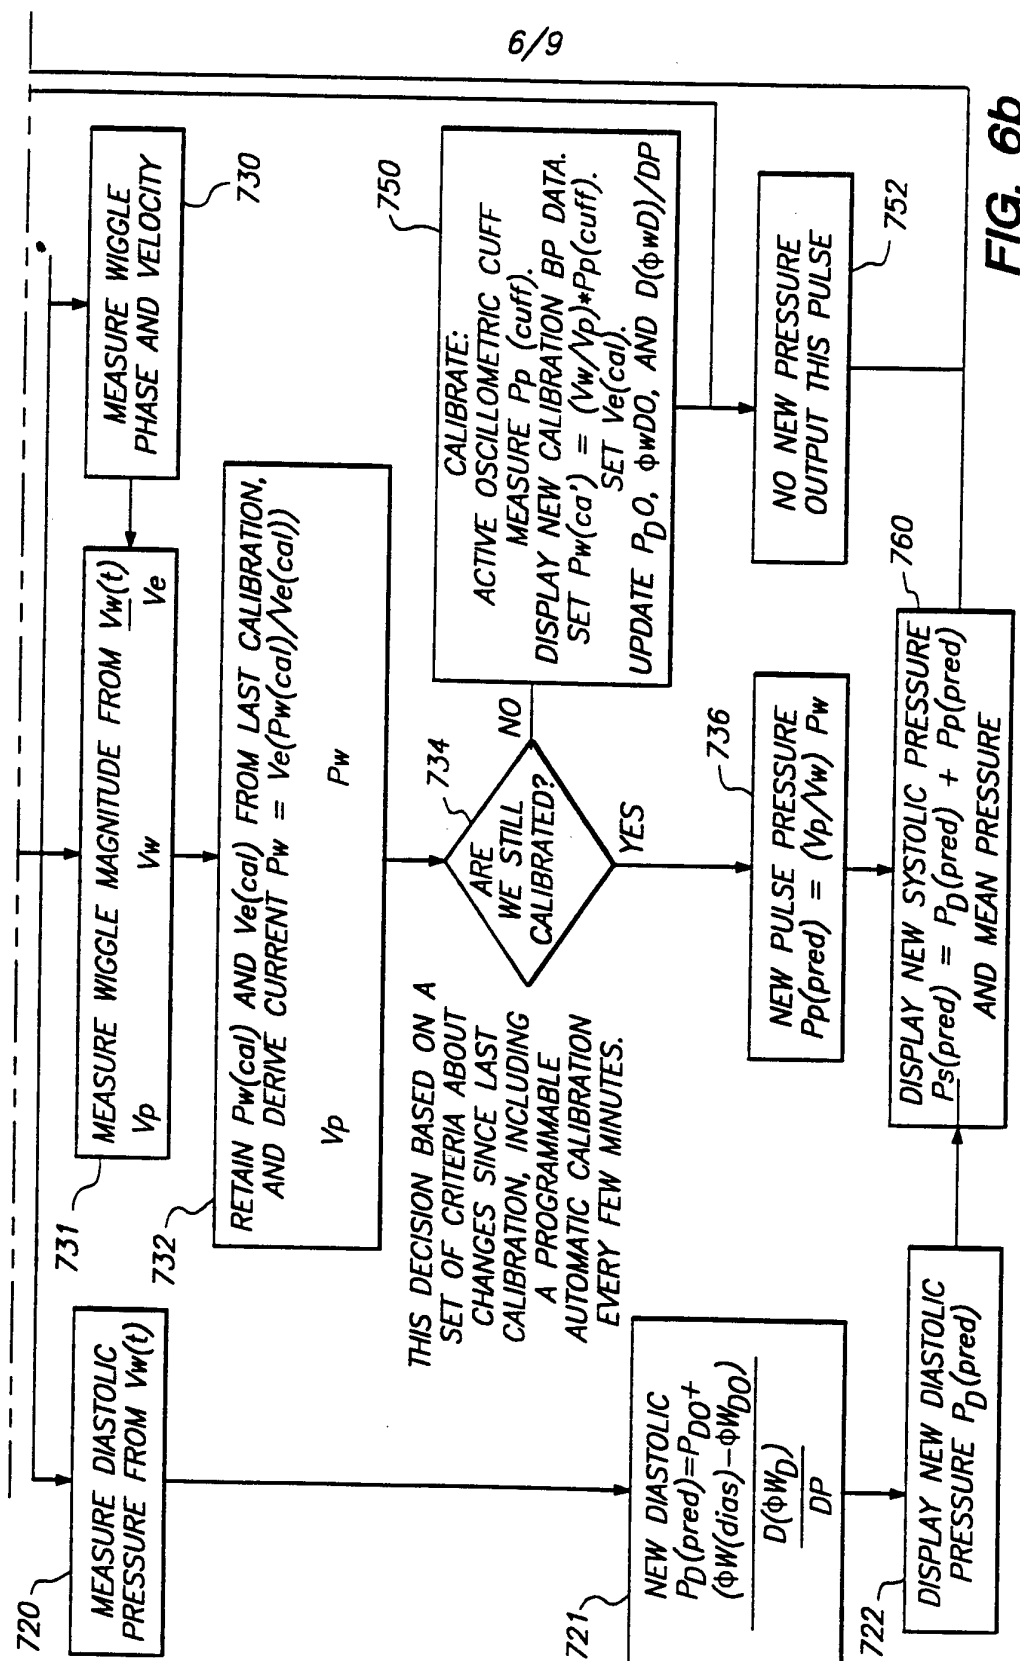 6/9
720
MEASURE DIASTOLIC
PRESSURE FROM Vw(t)
731
MEASURE WIGGLE MAGNITUDE FROM Vw(t)
Vp Vw Ve
MEASURE WIGGLE
PHASE AND VELOCITY
730
732
RETAIN Pw(cal) AND Ve(cal) FROM LAST CALIBRATION,
AND DERIVE CURRENT Pw = Ve(Pw(cal)/Ve(cal))
Vp Pw
THIS DECISION BASED ON A
SET OF CRITERIA ABOUT
CHANGES SINCE LAST
CALIBRATION, INCLUDING
A PROGRAMMABLE
AUTOMATIC CALIBRATION
EVERY FEW MINUTES.
734
ARE
WE STILL
CALIBRATED?
NO
YES
750
CALIBRATE:
ACTIVE OSCILLOMETRIC CUFF
MEASURE Pp (cuff).
DISPLAY NEW CALIBRATION BP DATA.
SET Pw(ca') = (Vw/Vp)*Pp(cuff).
SET Ve(cal).
UPDATE PDO, ϕwDO, AND D(ϕwD)/DP
721
NEW DIASTOLIC
PD(pred)=PDO+
(ϕW(dias)-ϕWDO)
D(ϕWD)
DP
736
NEW PULSE PRESSURE
Pp(pred) = (Vp/Vw) Pw
NO NEW PRESSURE
OUTPUT THIS PULSE
752
722
DISPLAY NEW DIASTOLIC
PRESSURE PD(pred)
760
DISPLAY NEW SYSTOLIC PRESSURE
Ps(pred) = PD(pred) + Pp(pred)
AND MEAN PRESSURE
FIG. 6b